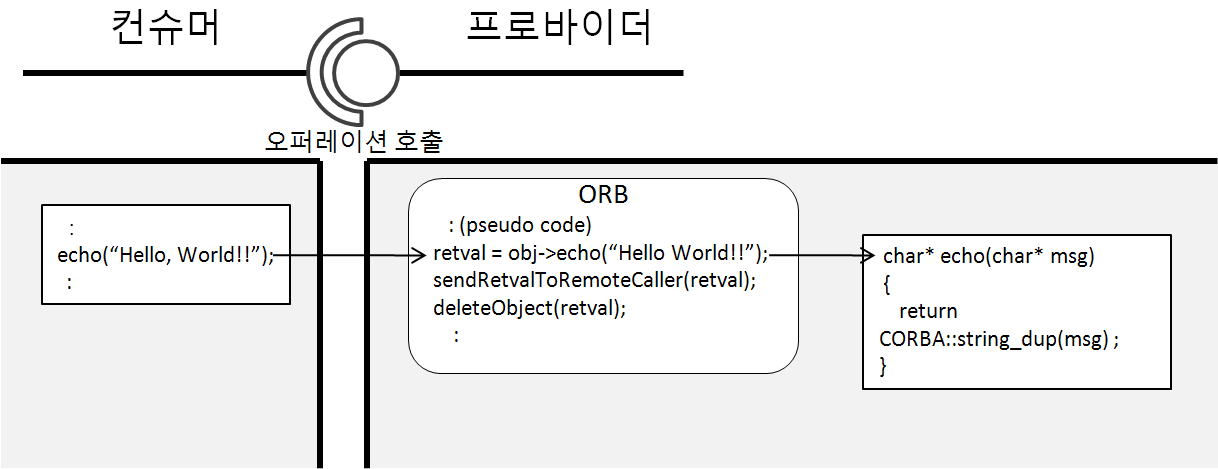 컨슈머
프로바이더
오퍼레이션 호출
:
echo(“Hello, World!!”);
:
ORB
: (pseudo code)
retval = obj->echo(“Hello World!!”);
sendRetvalToRemoteCaller(retval);
deleteObject(retval);
:
char* echo(char* msg)
{
return
CORBA::string_dup(msg) ;
}